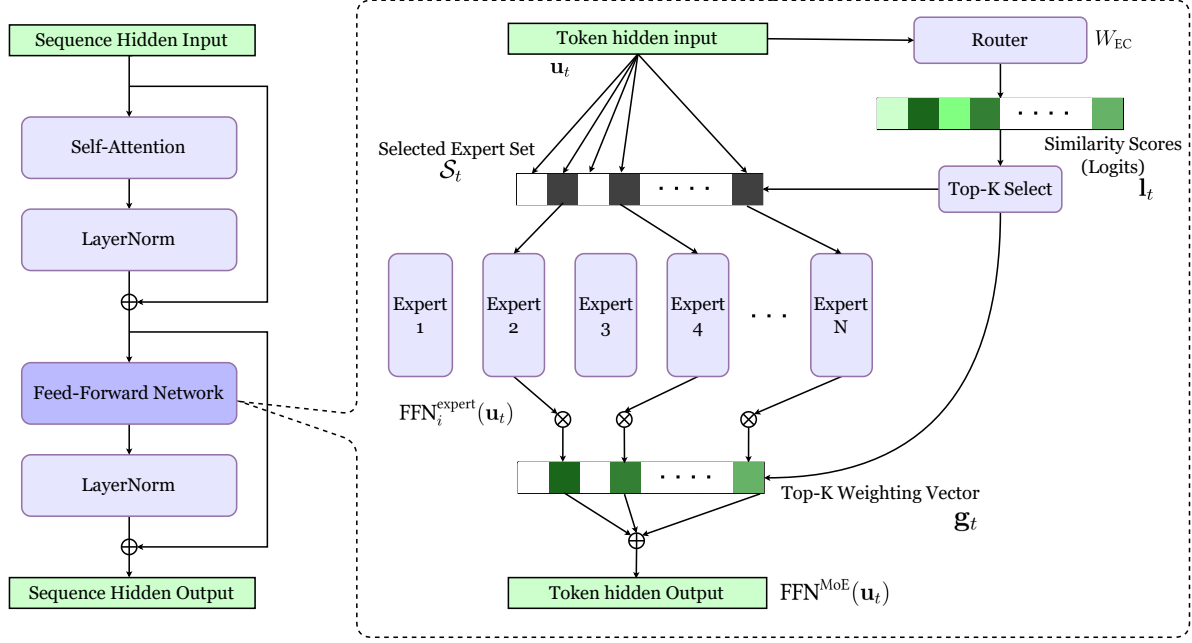 Sequence Hidden Input
Self-Attention
LayerNorm
Feed-Forward Network
LayerNorm
Sequence Hidden Output
Token hidden input
u_t
Router
W_EC
Similarity Scores
(Logits)
l_t
Selected Expert Set
S_t
. . . .
. . . .
Top-K Select
Expert
1
Expert
2
Expert
3
Expert
4
. . .
Expert
N
FFN_i^expert(u_t)
. . . .
Top-K Weighting Vector
g_t
Token hidden Output
FFN^MoE(u_t)